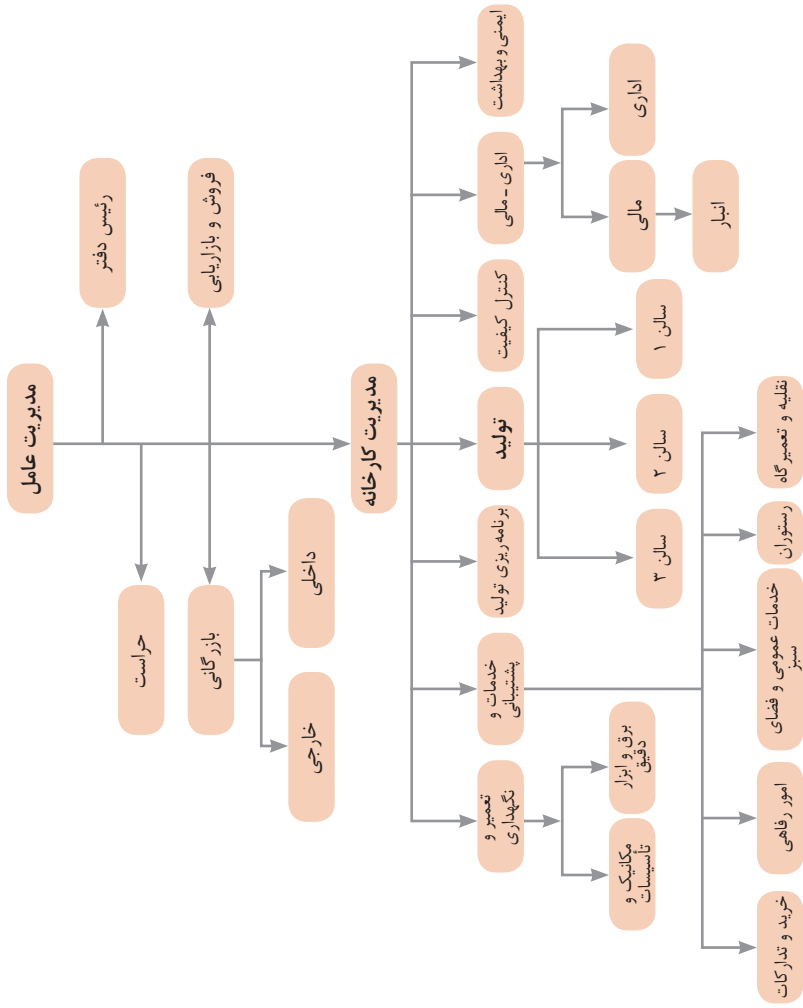 مدیریت عامل
رئیس دفتر
حراست
فروش و بازاریابی
بازرگانی
داخلی
خارجی
مدیریت کارخانه
ایمنی و بهداشت
اداری - مالی
کنترل کیفیت
تولید
برنامه ریزی تولید
خدمات و
پشتیبانی
تعمیر و
نگهداری
اداری
مالی
انبار
سالن ۱
سالن ۲
سالن ۳
برق و ابزار
دقیق
مکانیک و
تأسیسات
نقلیه و تعمیرگاه
رستوران
خدمات عمومی و فضای
سبز
امور رفاهی
خرید و تدارکات